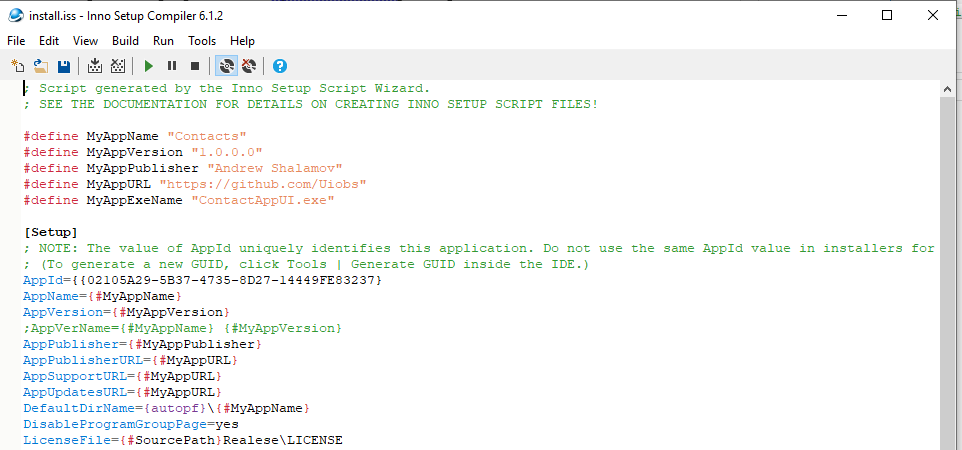 install.iss - Inno Setup Compiler 6.1.2
File Edit View Build Run Tools Help
; Script generated by the Inno Setup Script Wizard.
; SEE THE DOCUMENTATION FOR DETAILS ON CREATING INNO SETUP SCRIPT FILES!
#define MyAppName "Contacts"
#define MyAppVersion "1.0.0.0"
#define MyAppPublisher "Andrew Shalamov"
#define MyAppURL "https://github.com/Uiobs"
#define MyAppExeName "ContactAppUI.exe"
[Setup]
; NOTE: The value of AppId uniquely identifies this application. Do not use the same AppId value in installers for
; (To generate a new GUID, click Tools | Generate GUID inside the IDE.)
AppId={{02105A29-5B37-4735-8D27-14449FE83237}
AppName={#MyAppName}
AppVersion={#MyAppVersion}
;AppVerName={#MyAppName} {#MyAppVersion}
AppPublisher={#MyAppPublisher}
AppPublisherURL={#MyAppURL}
AppSupportURL={#MyAppURL}
AppUpdatesURL={#MyAppURL}
DefaultDirName={autopf}\{#MyAppName}
DisableProgramGroupPage=yes
LicenseFile={#SourcePath}Realese\LICENSE